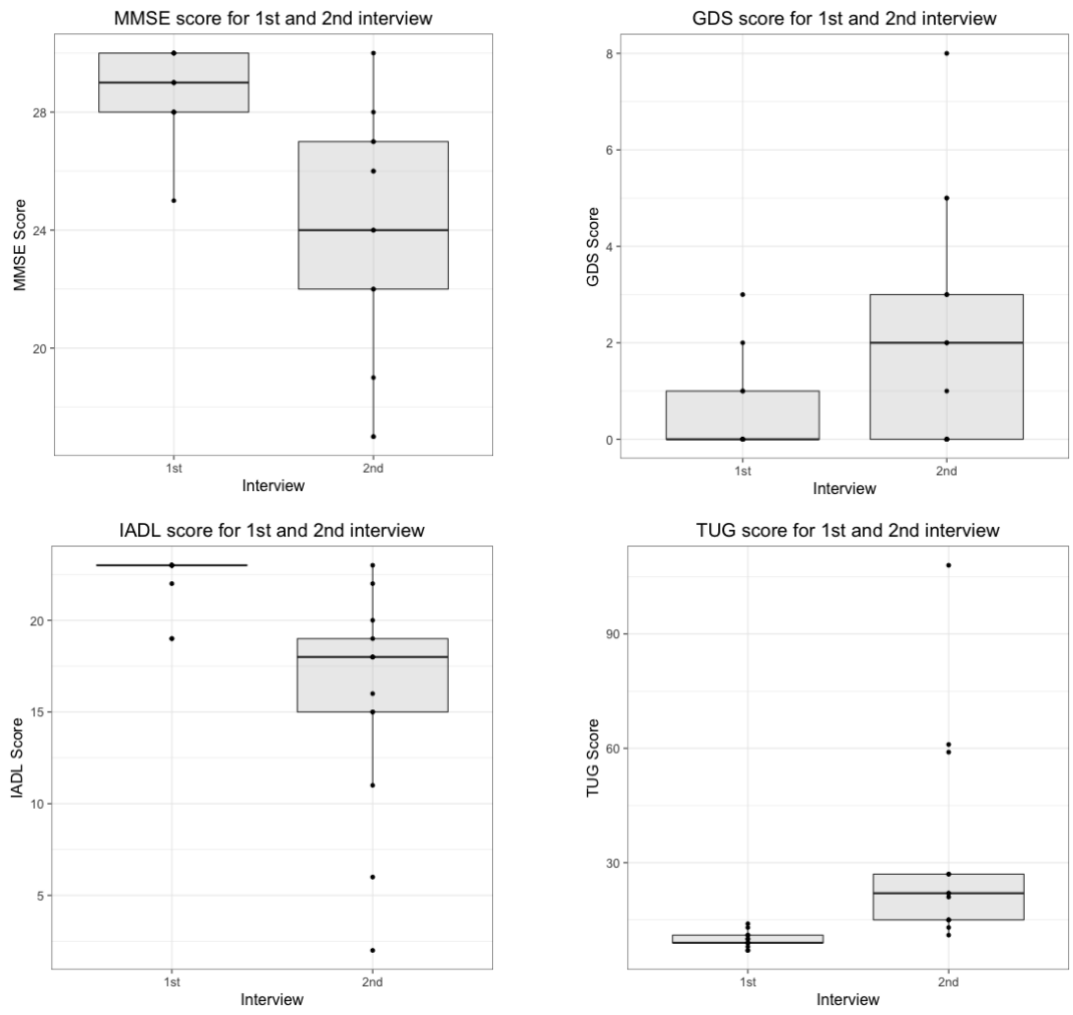 MMSE score for 1st and 2nd interview
28
24
20
MMSE Score
1st
2nd
Interview
GDS score for 1st and 2nd interview
8
6
4
2
0
GDS Score
1st
2nd
Interview
IADL score for 1st and 2nd interview
20
15
10
5
IADL Score
1st
2nd
Interview
TUG score for 1st and 2nd interview
90
60
30
TUG Score
1st
2nd
Interview